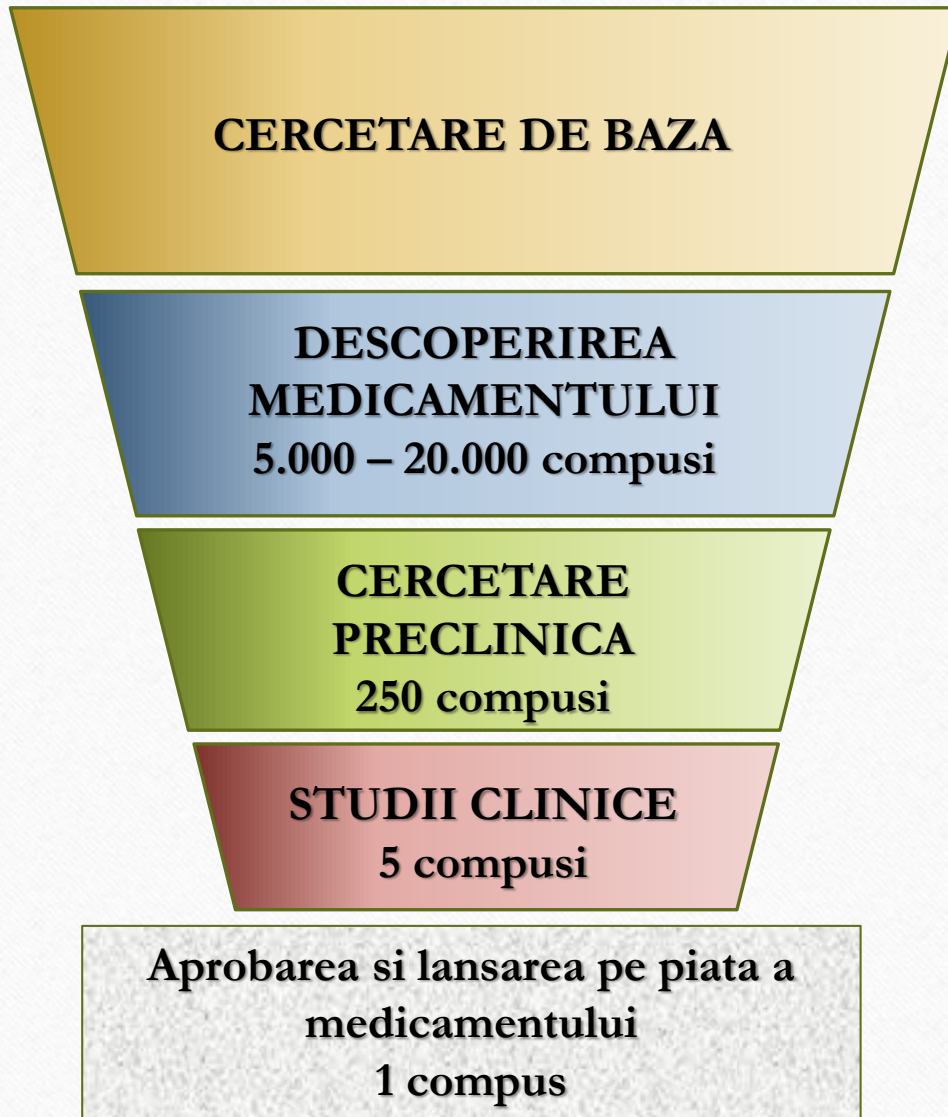 CERCETARE DE BAZA
DESCOPERIREA
MEDICAMENTULUI
5.000 – 20.000 compusi
CERCETARE
PRECLINICA
250 compusi
STUDII CLINICE
5 compusi
Aprobarea si lansarea pe piata a
medicamentului
1 compus